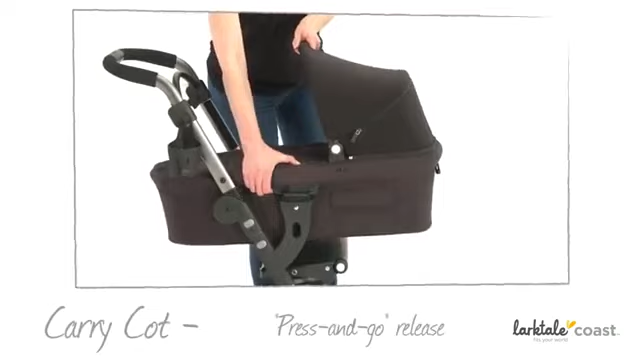 Carry Cot - 'Press-and-go' release
larktale coast
fits your world